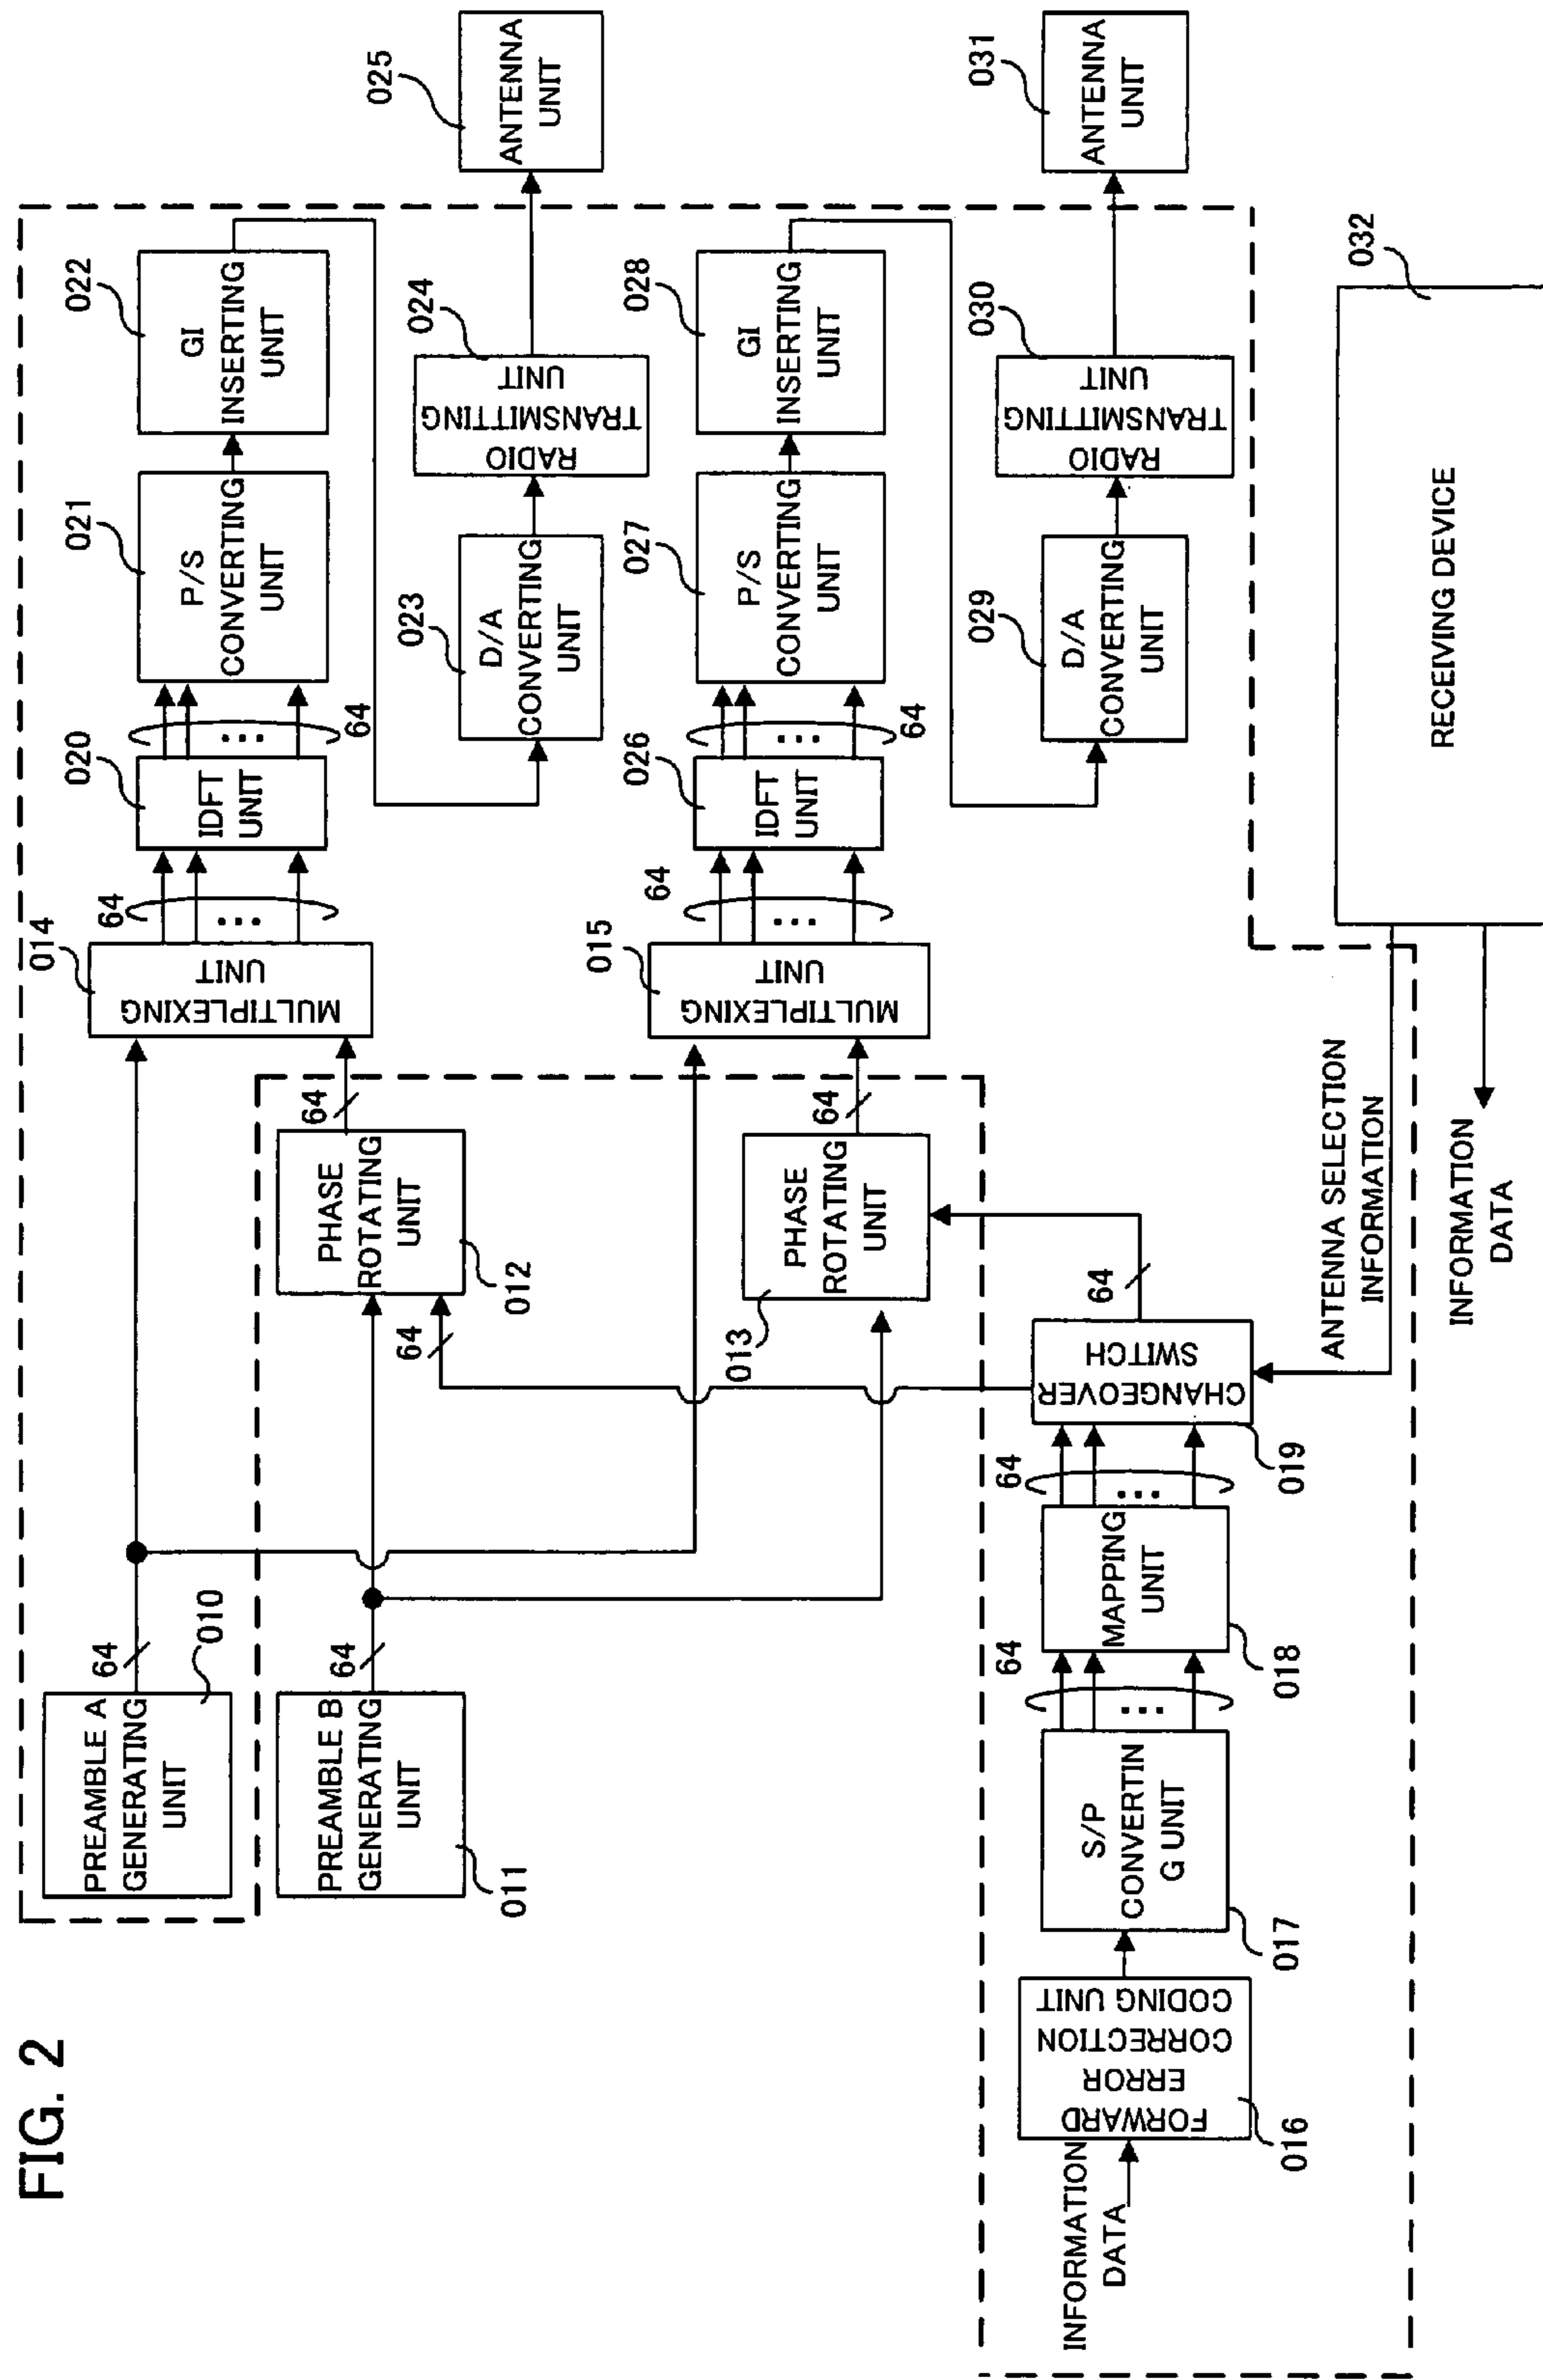 FIG. 2
PREAMBLE A
GENERATING
UNIT
010
64
PREAMBLE B
GENERATING
UNIT
011
64
PHASE
ROTATING
UNIT
012
64
64
PHASE
ROTATING
UNIT
013
64
64
MULTIPLEXING
UNIT
014
64
MULTIPLEXING
UNIT
015
64
IDFT
UNIT
020
64
P/S
CONVERTING
UNIT
021
GI
INSERTING
UNIT
022
D/A
CONVERTING
UNIT
023
RADIO
TRANSMITTING
UNIT
024
ANTENNA
UNIT
025
IDFT
UNIT
026
64
P/S
CONVERTING
UNIT
027
GI
INSERTING
UNIT
028
D/A
CONVERTING
UNIT
029
RADIO
TRANSMITTING
UNIT
030
ANTENNA
UNIT
031
INFORMATION
DATA
FORWARD
ERROR
CORRECTION
CODING UNIT
016
S/P
CONVERTIN
G UNIT
017
64
MAPPING
UNIT
018
64
CHANGEOVER
SWITCH
019
ANTENNA SELECTION
INFORMATION
INFORMATION
DATA
RECEIVING DEVICE
032